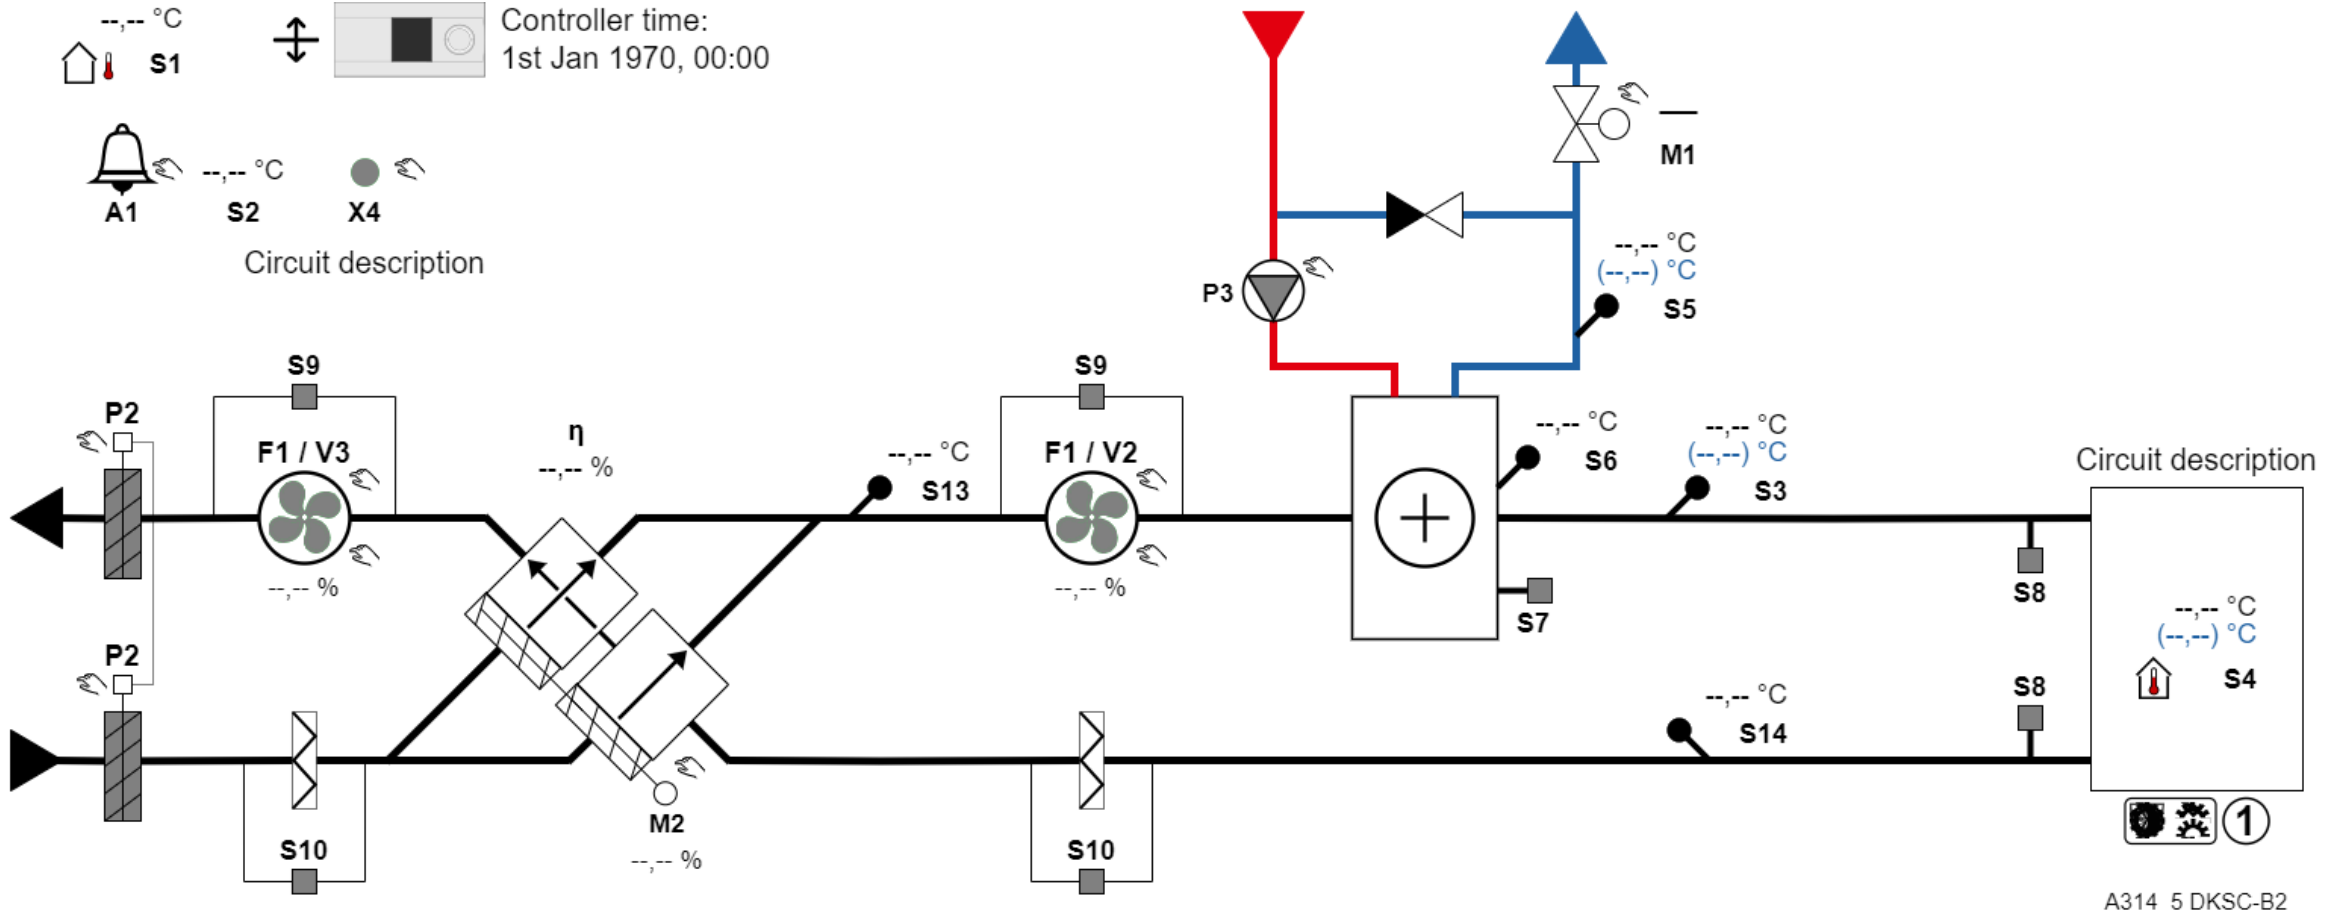 --,-- °C
S1
Controller time:
1st Jan 1970, 00:00
A1
--,-- °C
S2
X4
Circuit description
M1
--,-- °C
(--,--) °C
S5
P3
S9
P2
F1 / V3
--,-- %
η
--,-- %
--,-- °C
S13
S9
F1 / V2
--,-- %
--,-- °C
S6
S7
--,-- °C
(--,--) °C
S3
Circuit description
S8
--,-- °C
(--,--) °C
S4
P2
S10
M2
--,-- %
S10
--,-- °C
S14
S8
1
A314 5 DKSC-B2